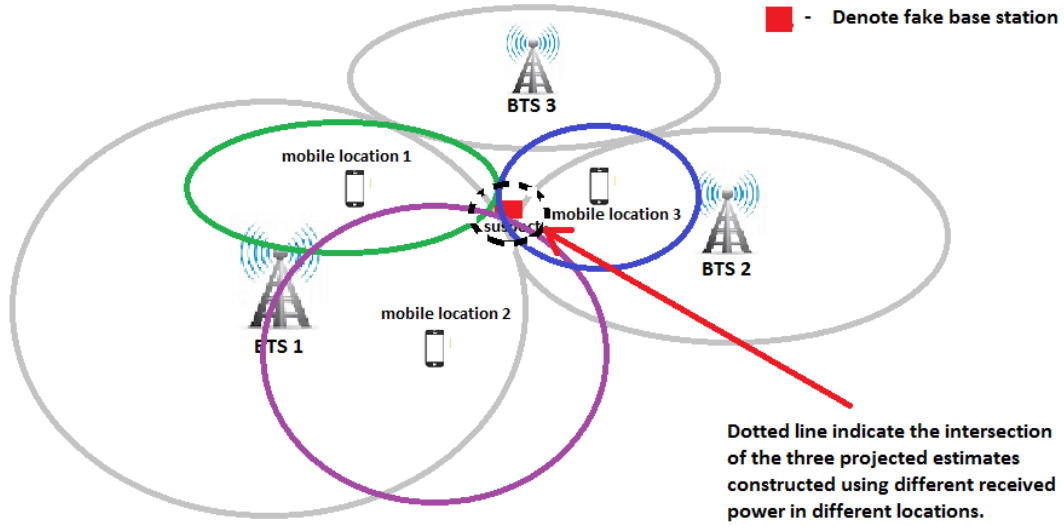 - Denote fake base station
BTS 3
mobile location 1
mobile location 3
suspect
BTS 2
mobile location 2
BTS 1
Dotted line indicate the intersection
of the three projected estimates
constructed using different received
power in different locations.